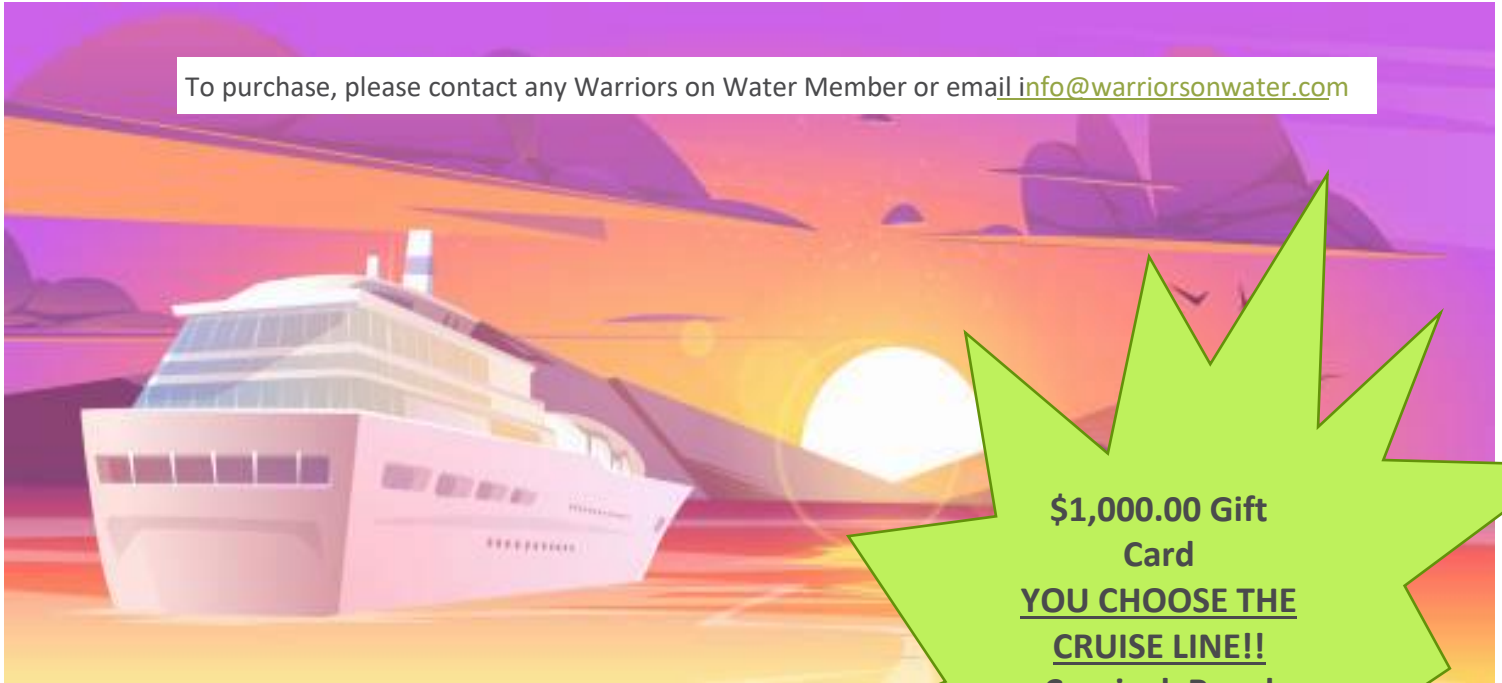 To purchase, please contact any Warriors on Water Member or email info@warriorsonwater.com
$1,000.00 Gift
Card
YOU CHOOSE THE
CRUISE LINE!!